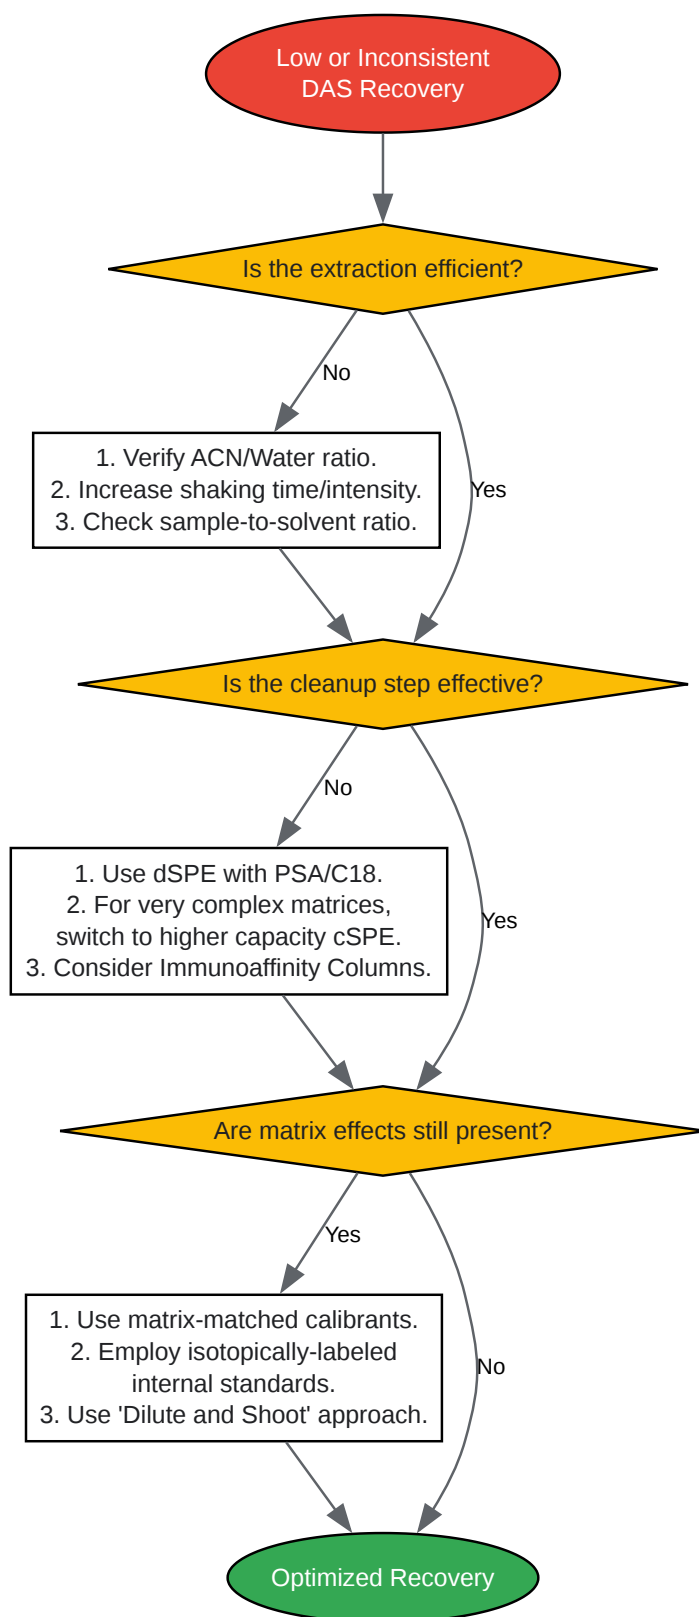 Low or Inconsistent
DAS Recovery
Is the extraction efficient?
No
1. Verify ACN/Water ratio.
2. Increase shaking time/intensity.
3. Check sample-to-solvent ratio.
Yes
Is the cleanup step effective?
No
1. Use dSPE with PSA/C18.
2. For very complex matrices,
switch to higher capacity cSPE.
3. Consider Immunoaffinity Columns.
Yes
Are matrix effects still present?
Yes
1. Use matrix-matched calibrants.
2. Employ isotopically-labeled
internal standards.
3. Use 'Dilute and Shoot' approach.
No
Optimized Recovery